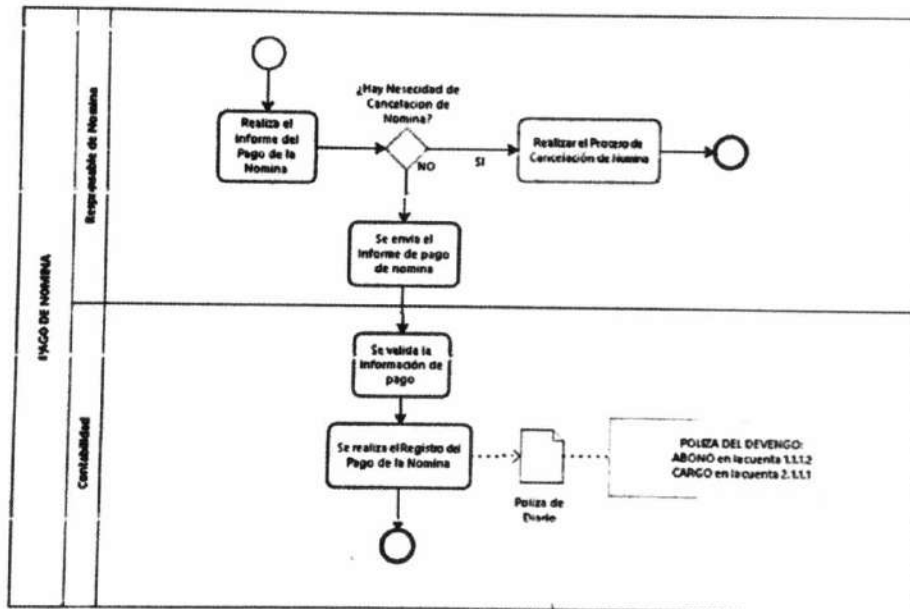 PAGO DE NOMINA
Responsable de Nomina
Realiza el
Informe del
Pago de la
Nomina
¿Hay Nesecidad de
Cancelacion de
Nomina?
NO
SI
Realizar el Proceso de
Cancelación de Nomina
Se envia el
Informe de pago
de nomina
Contabilidad
Se valida la
información de
pago
Se realiza el Registro del
Pago de la Nomina
Poliza de
Diario
POLIZA DEL DEVENGO:
ABONO en la cuenta 1.1.1.2
CARGO en la cuenta 2.1.1.1